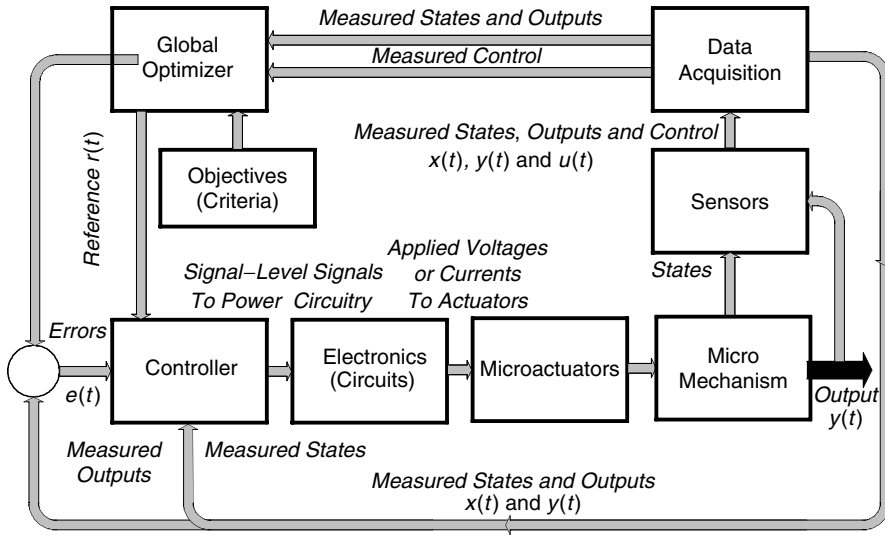 Measured States and Outputs
Global
Optimizer
Measured Control
Data
Acquisition
Reference r(t)
Measured States, Outputs and Control
x(t), y(t) and u(t)
Objectives
(Criteria)
Sensors
Signal–Level Signals
To Power Circuitry
Applied Voltages
or Currents
To Actuators
States
Errors
e(t)
Controller
Electronics
(Circuits)
Microactuators
Micro
Mechanism
Output
y(t)
Measured
Outputs
Measured States
Measured States and Outputs
x(t) and y(t)